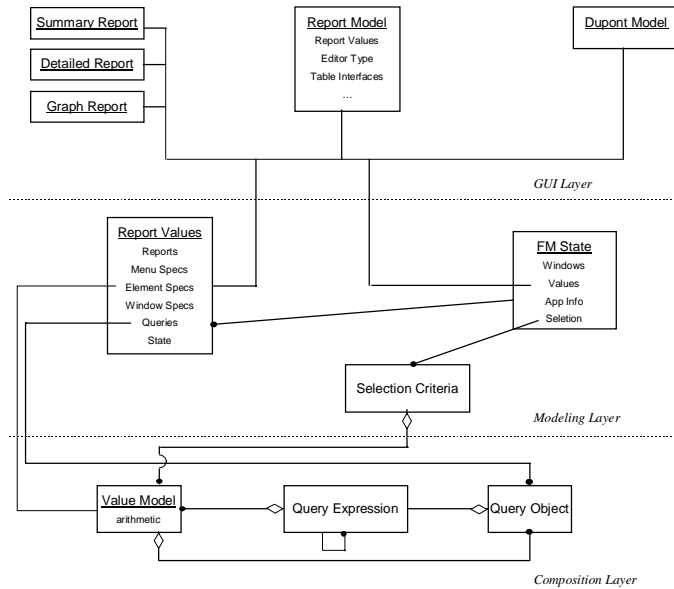 Summary Report
Detailed Report
Graph Report
Report Model
Report Values
Editor Type
Table Interfaces
...
Dupont Model
GUI Layer
Report Values
Reports
Menu Specs
Element Specs
Window Specs
Queries
State
FM State
Windows
Values
App Info
Seletion
Selection Criteria
Modeling Layer
Value Model
arithmetic
Query Expression
Query Object
Composition Layer